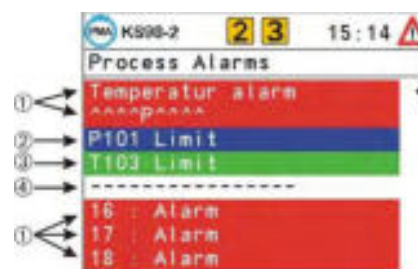 PMA KS98-2 2 3 15:14
Process Alarms
① Temperatur alarm
^^^^p^^^^
② P101 Limit
③ T103 Limit
④ ----------------
16 : Alarm
① 17 : Alarm
18 : Alarm